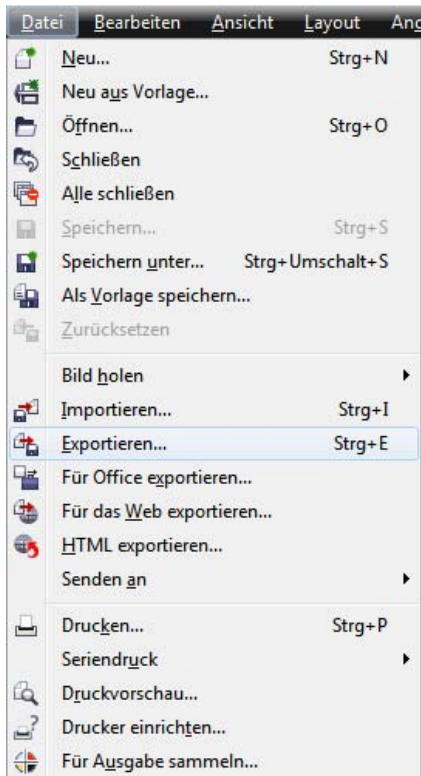 Datei Bearbeiten Ansicht Layout
Neu... Strg+N
Neu aus Vorlage...
Öffnen... Strg+O
Schließen
Alle schließen
Speichern... Strg+S
Speichern unter... Strg+Umschalt+S
Als Vorlage speichern...
Zurücksetzen
Bild holen
Importieren... Strg+I
Exportieren... Strg+E
Für Office exportieren...
Für das Web exportieren...
HTML exportieren...
Senden an
Drucken... Strg+P
Seriendruck
Druckvorschau...
Drucker einrichten...
Für Ausgabe sammeln...